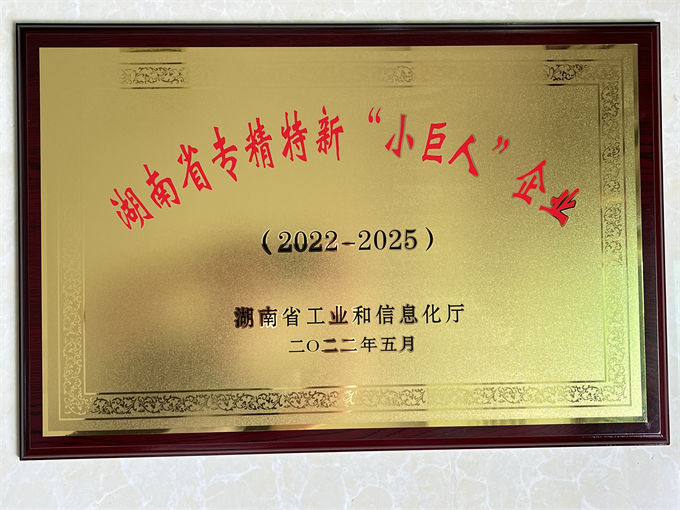 湖南省专精特新“小巨人”企业
（2022-2025）
湖南省工业和信息化厅
二〇二二年五月